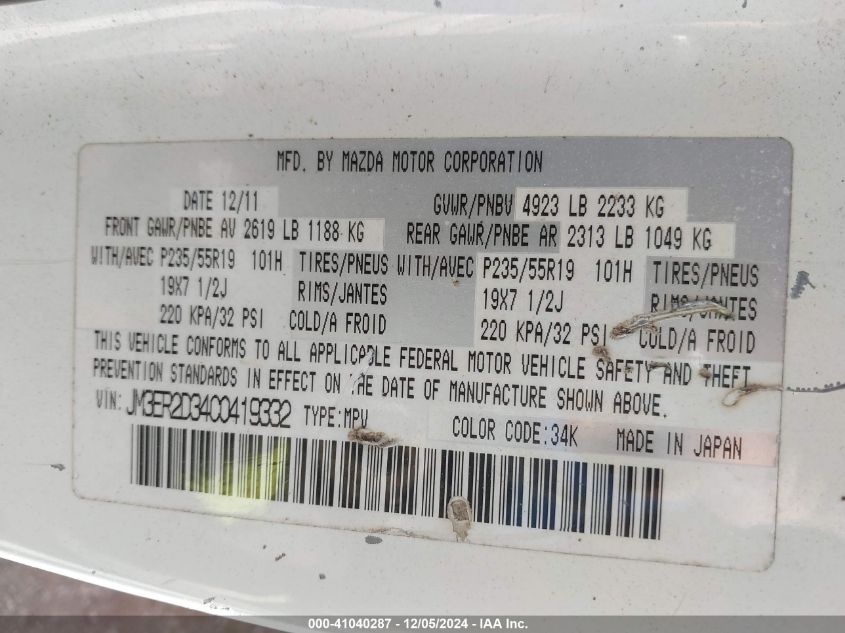 MFD. BY MAZDA MOTOR CORPORATION
DATE 12/11 GVWR/PNBV 4923 LB 2233 KG
FRONT GAWR/PNBE AV 2619 LB 1188 KG REAR GAWR/PNBE AR 2313 LB 1049 KG
WITH/AVEC P235/55R19 101H TIRES/PNEUS WITH/AVEC P235/55R19 101H TIRES/PNEUS
19X7 1/2J RIMS/JANTES 19X7 1/2J RIMS/JANTES
220 KPA/32 PSI COLD/A FROID 220 KPA/32 PSI COLD/A FROID
THIS VEHICLE CONFORMS TO ALL APPLICABLE FEDERAL MOTOR VEHICLE SAFETY AND THEFT
PREVENTION STANDARDS IN EFFECT ON THE DATE OF MANUFACTURE SHOWN ABOVE.
VIN: JM3ER2D34C0419332 TYPE:MPV
COLOR CODE:34K MADE IN JAPAN
000-41040287 - 12/05/2024 - IAA Inc.